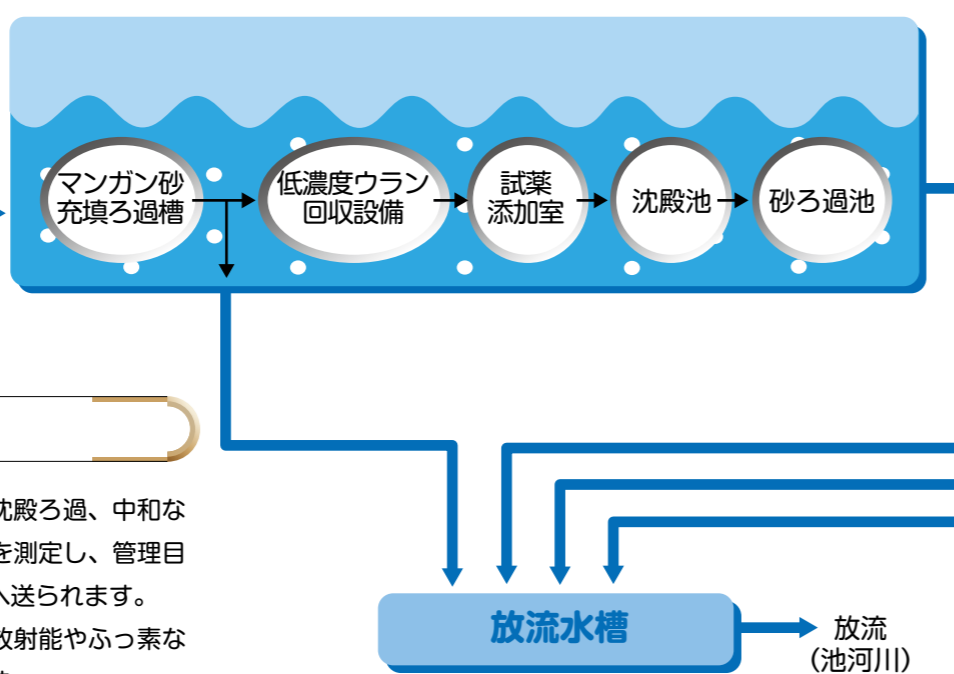 マンガン砂
充填ろ過槽
低濃度ウラン
回収設備
試薬
添加室
沈殿池
砂ろ過池
沈殿ろ過、中和な
を測定し、管理目
へ送られます。
放射能やふっ素な
放流水槽
放流
（池河川）